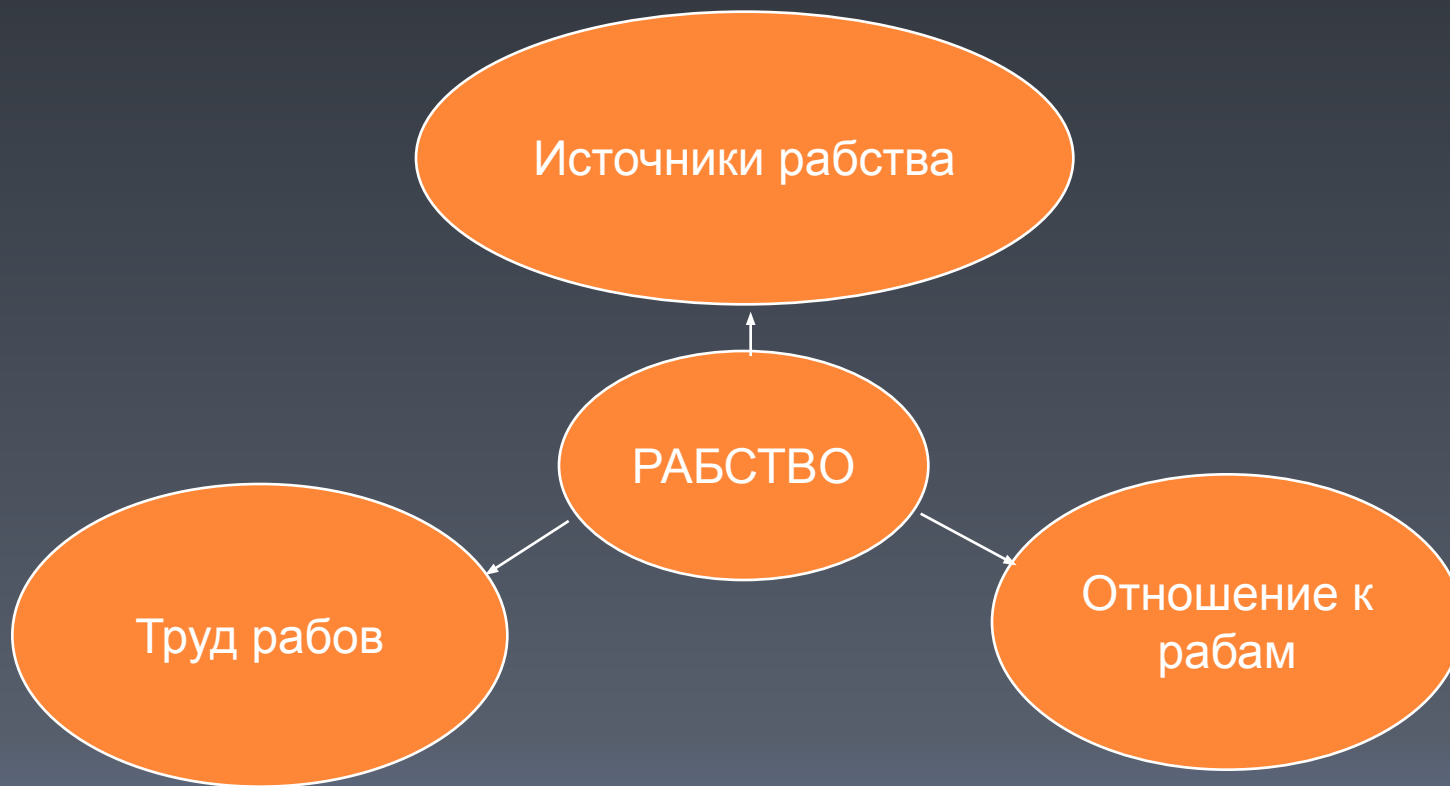 Источники рабства
РАБСТВО
Труд рабов
Отношение к
рабам